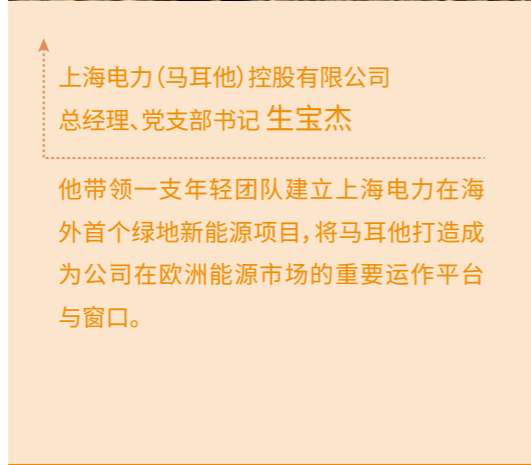 上海电力（马耳他）控股有限公司
总经理、党支部书记 生宝杰
他带领一支年轻团队建立上海电力在海
外首个绿地新能源项目，将马耳他打造成
为公司在欧洲能源市场的重要运作平台
与窗口。